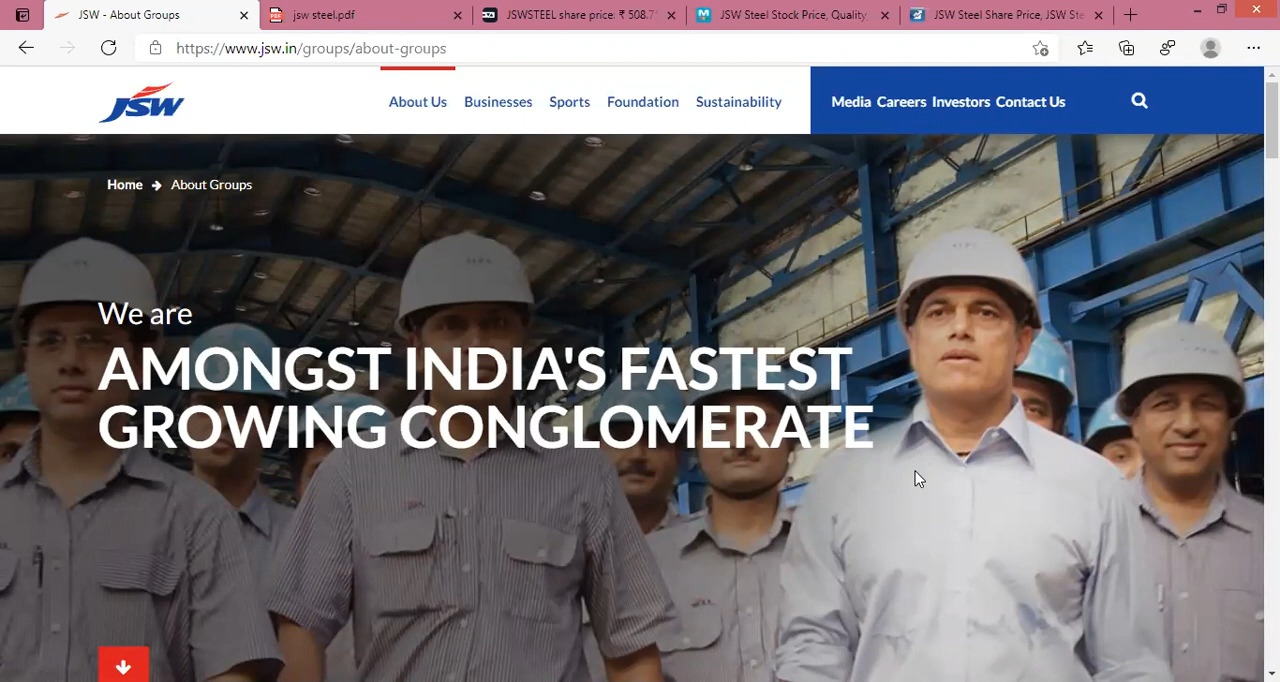 JSW - About Groups
jsw steel.pdf
JSWSTEEL share price. ₹ 508.7
JSW Steel Stock Price, Quality
JSW Steel Share Price, JSW Ste
https://www.jsw.in/groups/about-groups
JSW
About Us
Businesses
Sports
Foundation
Sustainability
Media
Careers
Investors
Contact Us
Home
About Groups
We are
AMONGST INDIA'S FASTEST
GROWING CONGLOMERATE